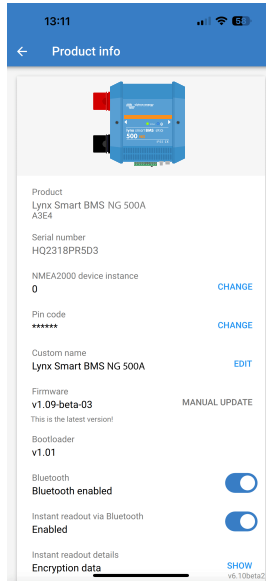 13:11
Product info
500
Product
Lynx Smart BMS NG 500A
A3E4
Serial number
HQ2318PR5D3
NMEA2000 device instance
0
CHANGE
Pin code
******
CHANGE
Custom name
Lynx Smart BMS NG 500A
EDIT
Firmware
v1.09-beta-03
MANUAL UPDATE
This is the latest version!
Bootloader
v1.01
Bluetooth
Bluetooth enabled
Instant readout via Bluetooth
Enabled
Instant readout details
Encryption data
SHOW
v6.10beta2